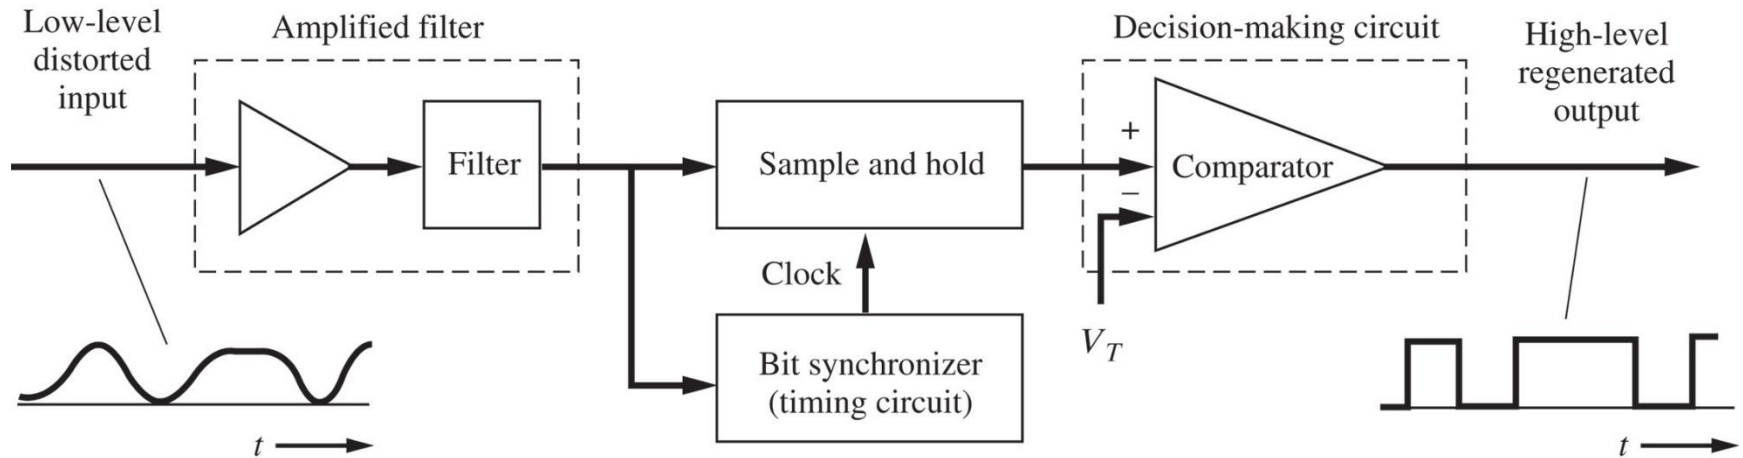 Low-level
distorted
input
Amplified filter
Filter
Sample and hold
Clock
Bit synchronizer
(timing circuit)
Decision-making circuit
+
−
Comparator
V_T
High-level
regenerated
output
t
t